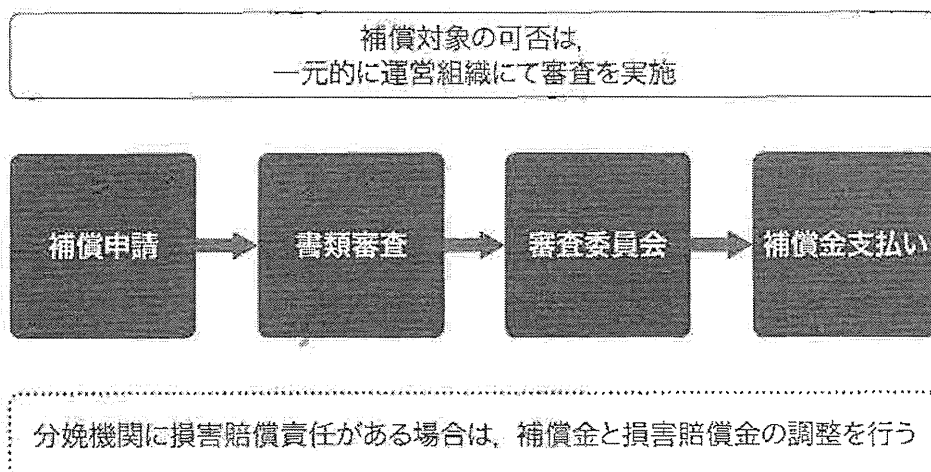 補償対象の可否は,
一元的に運営組織にて審査を実施
補償申請
書類審査
審査委員会
補償金支払い
分娩機関に損害賠償責任がある場合は, 補償金と損害賠償金の調整を行う